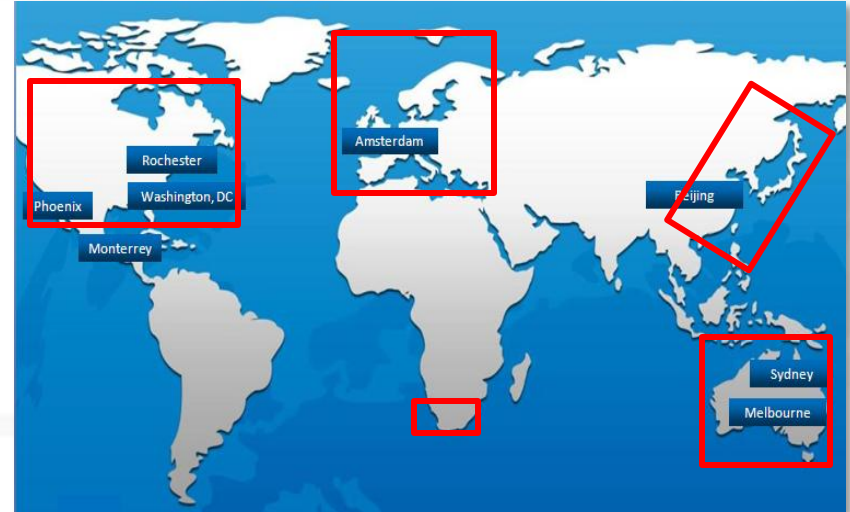 Amsterdam
Rochester
Phoenix
Washington, DC
Beijing
Monterrey
Sydney
Melbourne